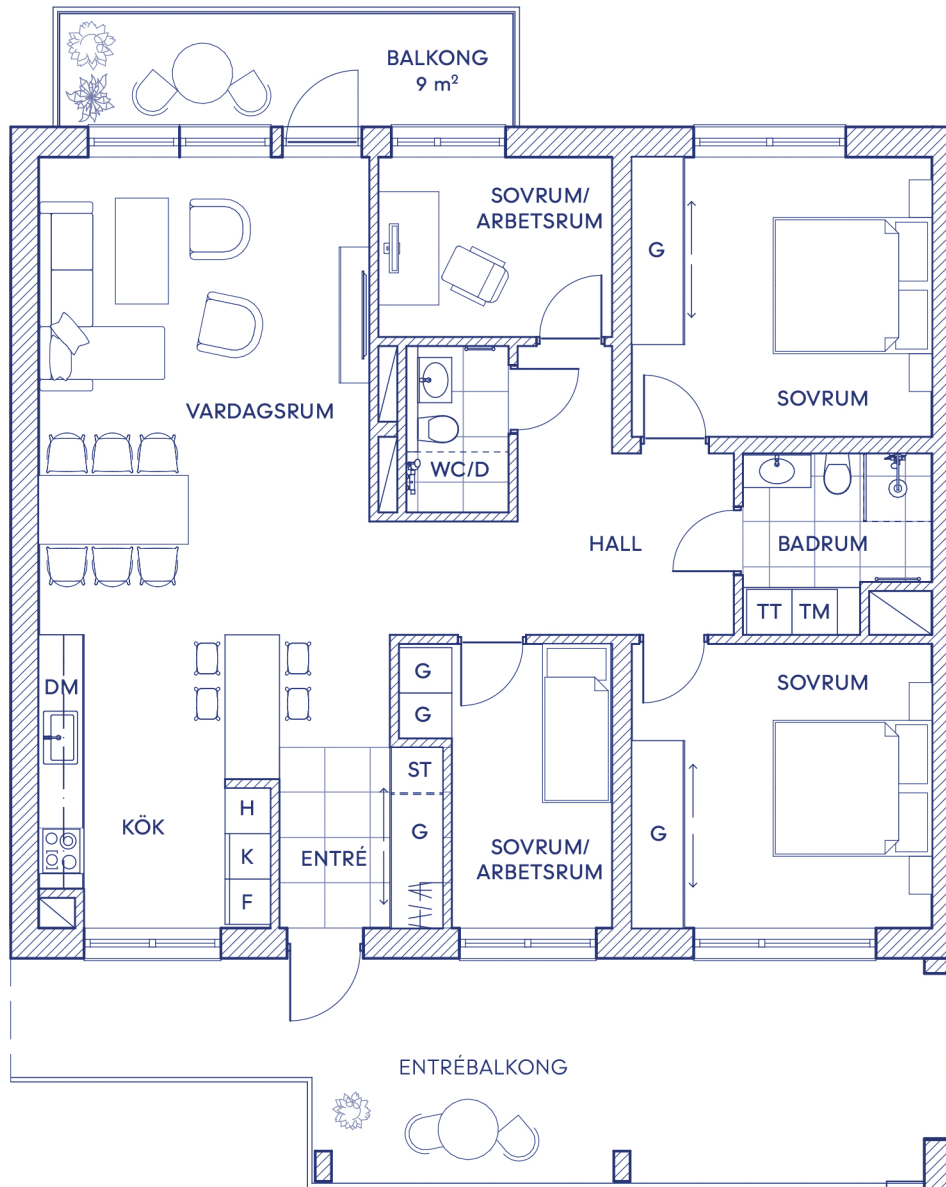 BALKONG
9 m²
SOVRUM/
ARBETSRUM
G
SOVRUM
VARDAGSRUM
WC/D
HALL
BADRUM
TT TM
DM
G
G
SOVRUM
ST
H
KÖK
K
ENTRÉ
G
SOVRUM/
ARBETSRUM
G
F
ENTRÉBALKONG